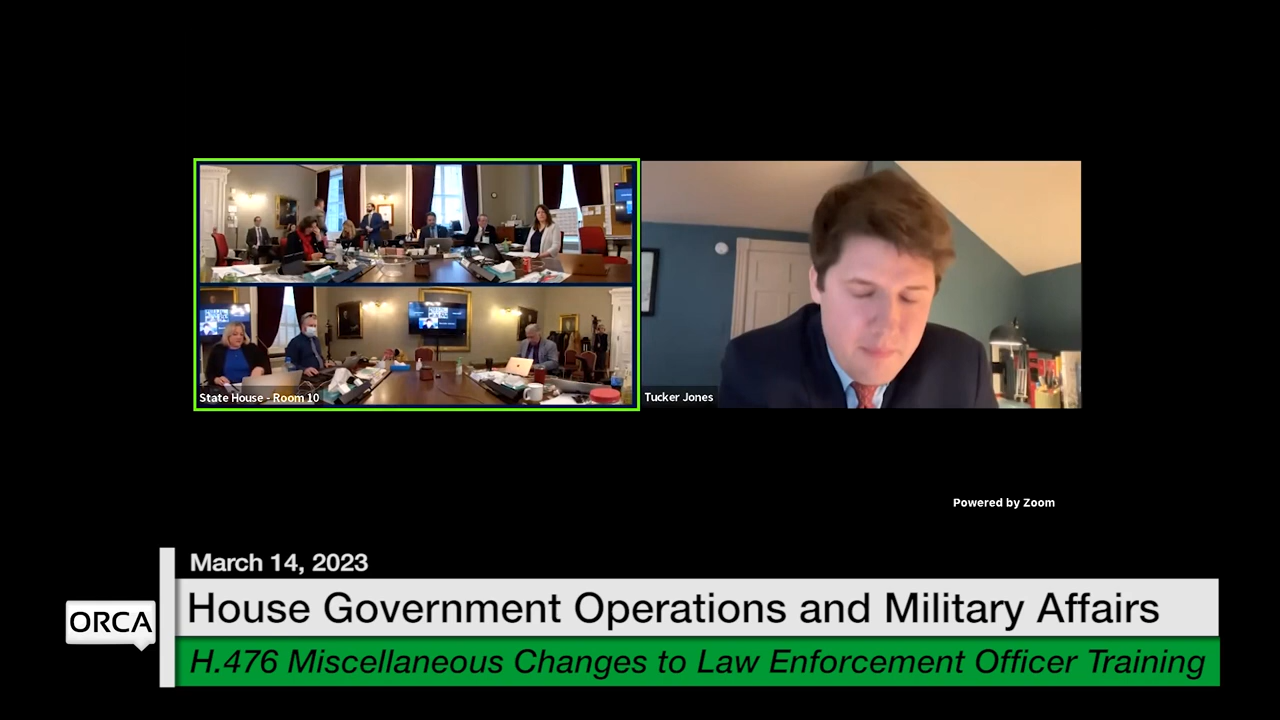 State House - Room 10
Tucker Jones
Powered by Zoom
March 14, 2023
House Government Operations and Military Affairs
ORCA
H.476 Miscellaneous Changes to Law Enforcement Officer Training